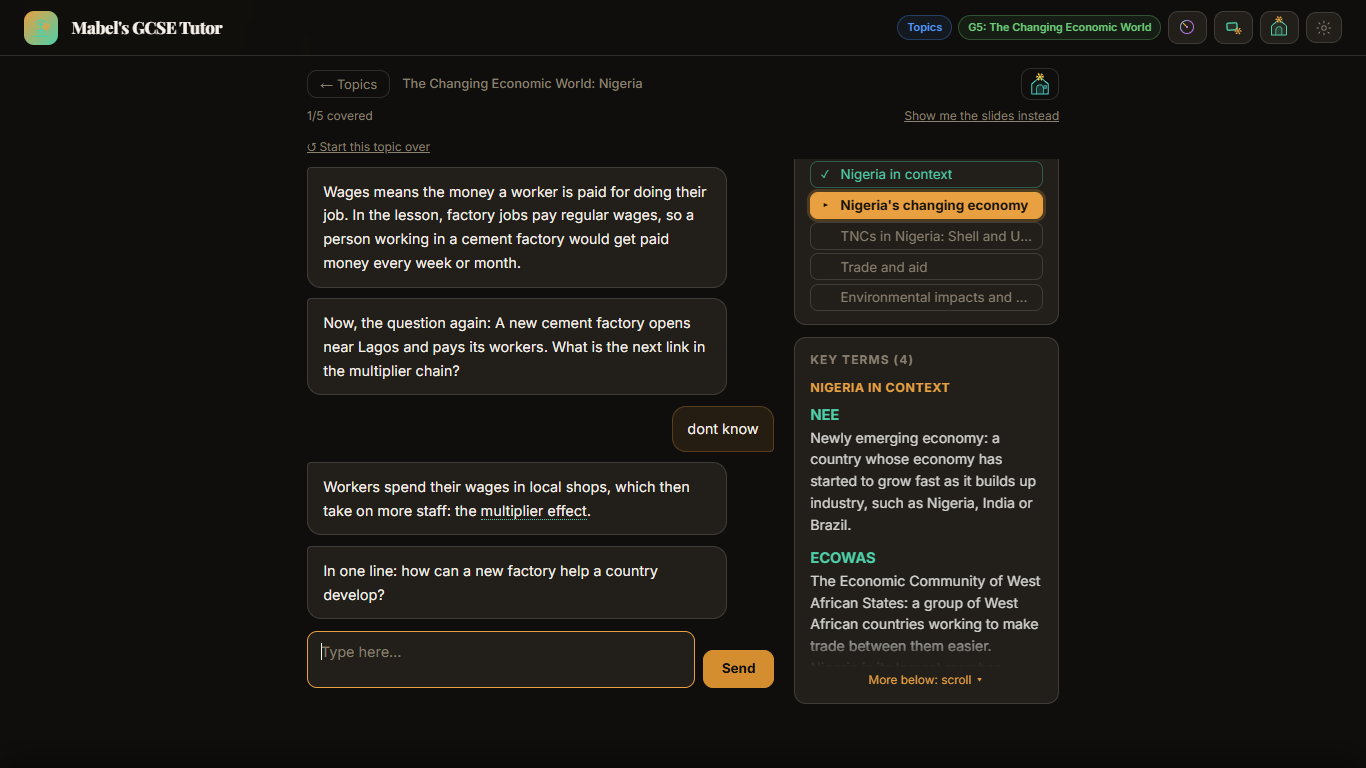 Mabel's GCSE Tutor
Topics
G5: The Changing Economic World
← Topics
The Changing Economic World: Nigeria
1/5 covered
Show me the slides instead
↺ Start this topic over
Wages means the money a worker is paid for doing their
job. In the lesson, factory jobs pay regular wages, so a
person working in a cement factory would get paid
money every week or month.
Now, the question again: A new cement factory opens
near Lagos and pays its workers. What is the next link in
the multiplier chain?
dont know
Workers spend their wages in local shops, which then
take on more staff: the multiplier effect.
In one line: how can a new factory help a country
develop?
Type here...
Send
✓ Nigeria in context
▸ Nigeria's changing economy
TNCs in Nigeria: Shell and U...
Trade and aid
Environmental impacts and ...
KEY TERMS (4)
NIGERIA IN CONTEXT
NEE
Newly emerging economy: a
country whose economy has
started to grow fast as it builds up
industry, such as Nigeria, India or
Brazil.
ECOWAS
The Economic Community of West
African States: a group of West
African countries working to make
trade between them easier.
More below: scroll ▾